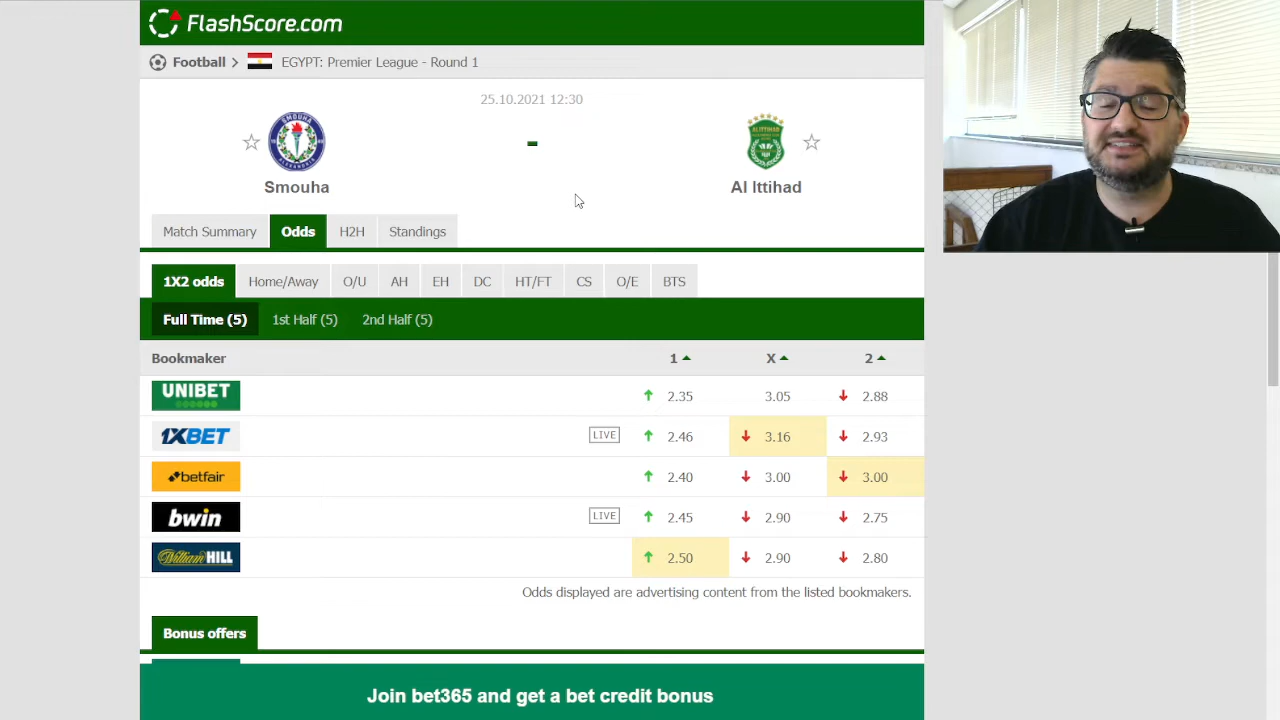 FlashScore.com
Football > EGYPT: Premier League - Round 1
25.10.2021 12:30
-
Smouha Al Ittihad
Match Summary Odds H2H Standings
1X2 odds Home/Away O/U AH EH DC HT/FT CS O/E BTS
Full Time (5) 1st Half (5) 2nd Half (5)
Bookmaker 1 X 2
UNIBET 2.35 3.05 2.88
1XBET LIVE 2.46 3.16 2.93
betfair 2.40 3.00 3.00
bwin LIVE 2.45 2.90 2.75
William HILL 2.50 2.90 2.80
Odds displayed are advertising content from the listed bookmakers.
Bonus offers
Join bet365 and get a bet credit bonus